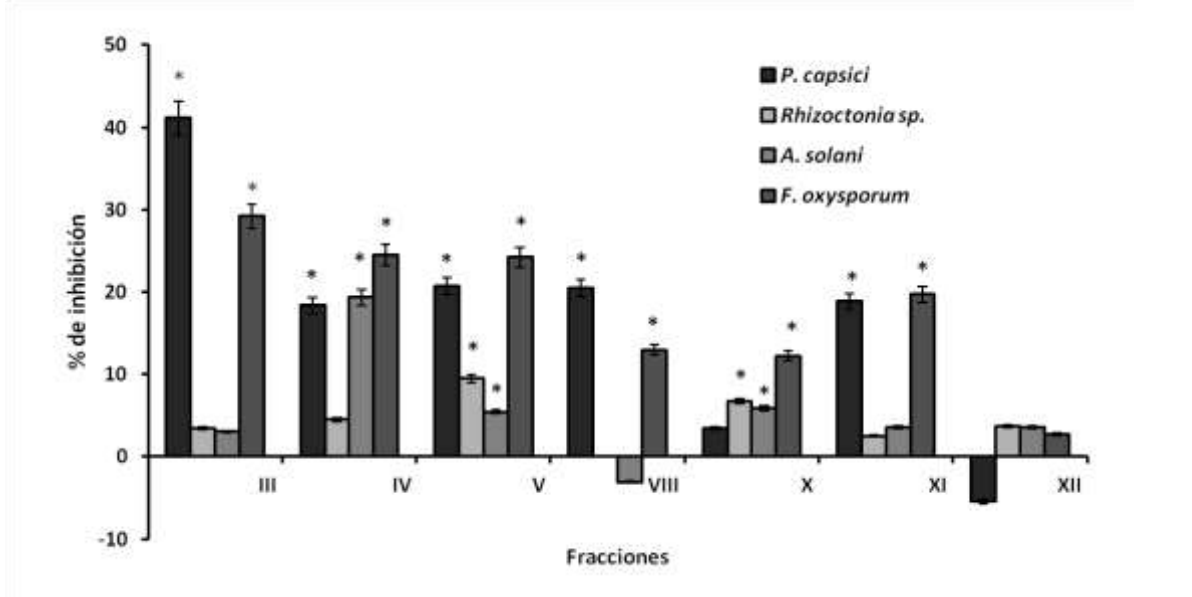 50
40
30
20
10
0
-10
% de inhibición
P. capsici
Rhizoctonia sp.
A. solani
F. oxysporum
* * * * * * * * * * * * * * * * *
III IV V VIII X XI XII
Fracciones